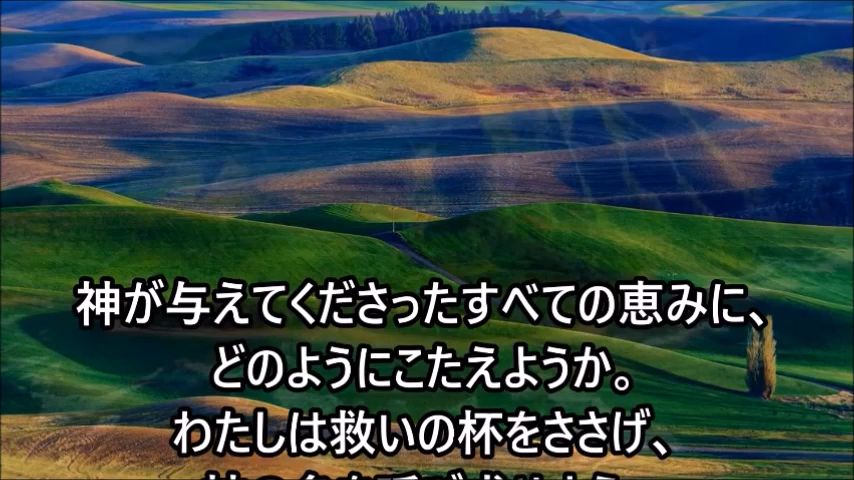 神が与えてくださったすべての恵みに、
どのようにこたえようか。
わたしは救いの杯をささげ、